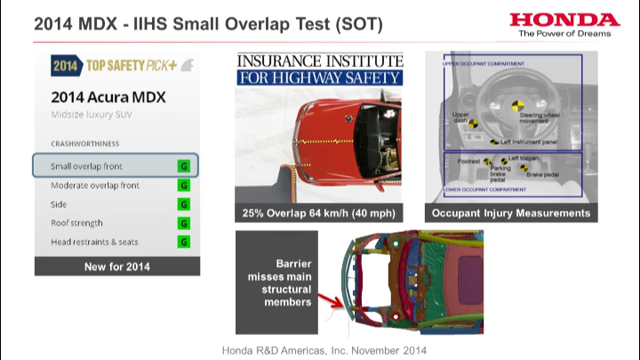 2014 MDX - IIHS Small Overlap Test (SOT)
HONDA
The Power of Dreams
2014 TOP SAFETY PICK+
2014 Acura MDX
Midsize luxury SUV
CRASHWORTHINESS
Small overlap front G
Moderate overlap front G
Side G
Roof strength G
Head restraints & seats G
New for 2014
INSURANCE INSTITUTE
FOR HIGHWAY SAFETY
25% Overlap 64 km/h (40 mph)
UPPER OCCUPANT COMPARTMENT
Upper
dash
Steering wheel
movement
Left instrument panel
Footrest
Left toepan
Parking
brake
pedal
Brake pedal
LOWER OCCUPANT COMPARTMENT
Occupant Injury Measurements
Barrier
misses main
structural
members
Honda R&D Americas, Inc. November 2014